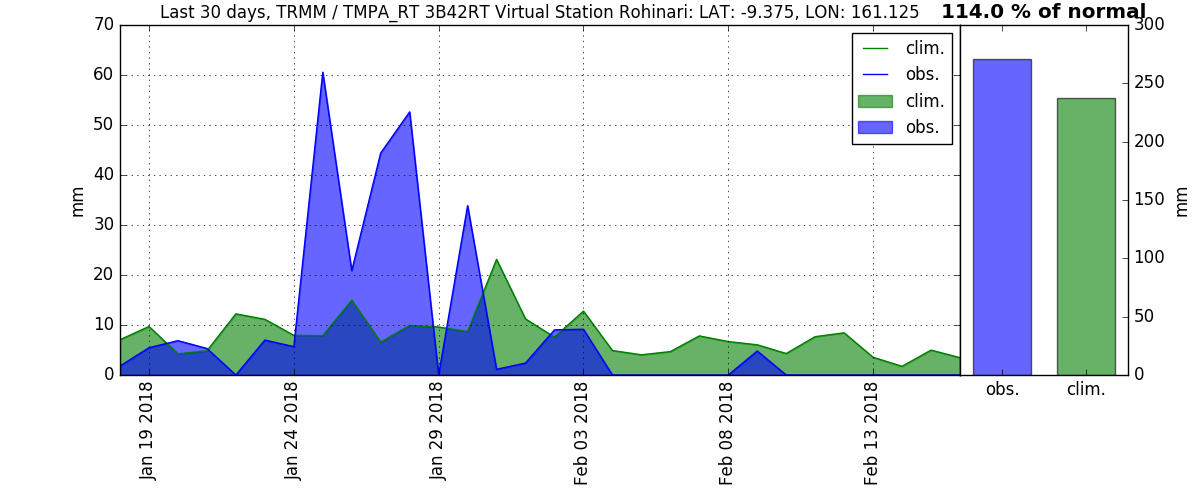 Last 30 days, TRMM / TMPA_RT 3B42RT Virtual Station Rohinari: LAT: -9.375, LON: 161.125
114.0 % of normal
70
60
50
40
30
20
10
0
mm
clim.
obs.
clim.
obs.
Jan 19 2018
Jan 24 2018
Jan 29 2018
Feb 03 2018
Feb 08 2018
Feb 13 2018
300
250
200
150
100
50
0
mm
obs.
clim.